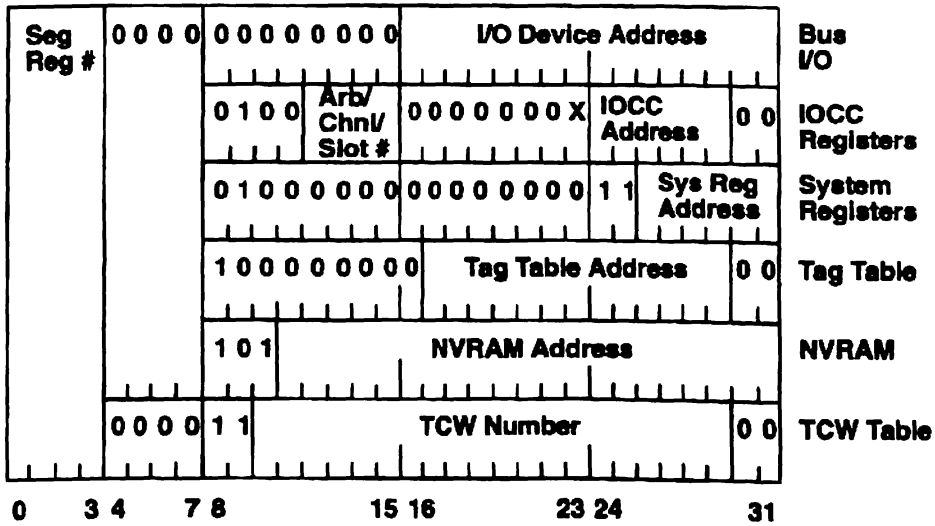 Seg Reg # 0 0 0 0 0 0 0 0 0 0 0 0 I/O Device Address Bus I/O
0 1 0 0 Arb/ Chnl/ Slot # 0 0 0 0 0 0 0 X IOCC Address 0 0 IOCC Registers
0 1 0 0 0 0 0 0 0 0 0 0 0 0 0 0 1 1 Sys Reg Address System Registers
1 0 0 0 0 0 0 0 0 Tag Table Address 0 0 Tag Table
1 0 1 NVRAM Address NVRAM
0 0 0 0 1 1 TCW Number 0 0 TCW Table
0 3 4 7 8 15 16 23 24 31